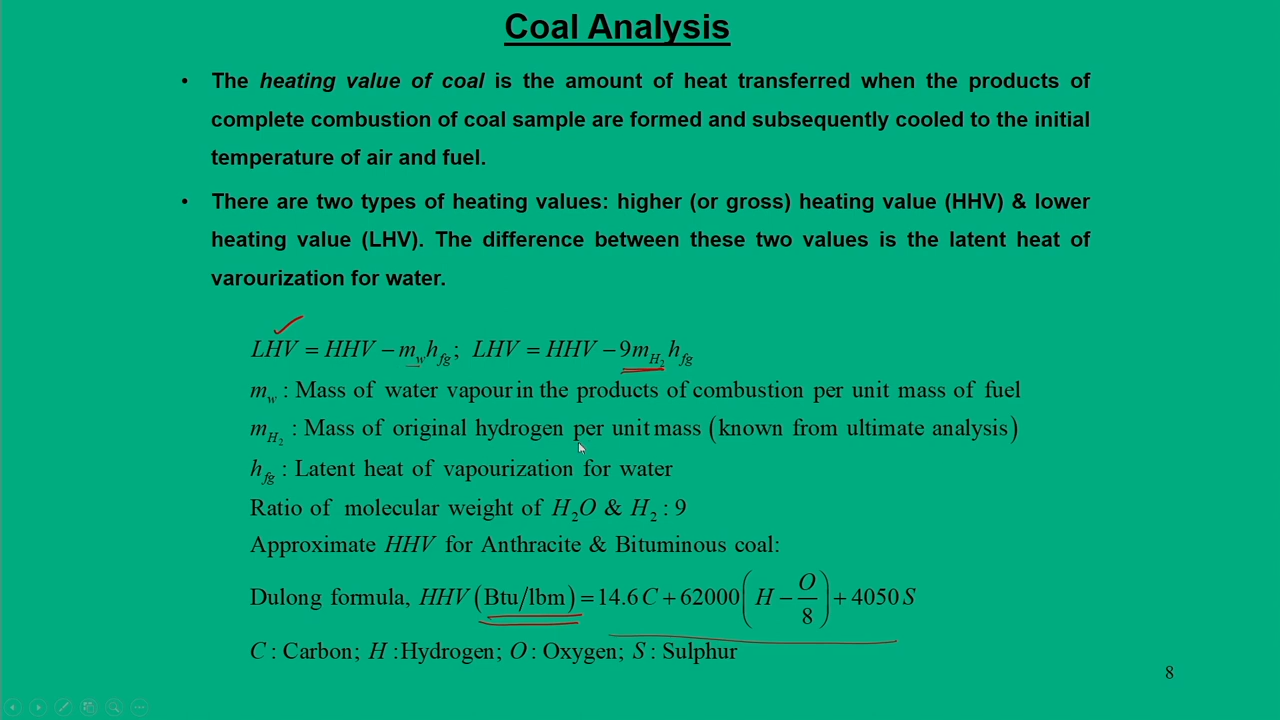 Coal Analysis
• The heating value of coal is the amount of heat transferred when the products of
complete combustion of coal sample are formed and subsequently cooled to the initial
temperature of air and fuel.
• There are two types of heating values: higher (or gross) heating value (HHV) & lower
heating value (LHV). The difference between these two values is the latent heat of
varourization for water.
LHV = HHV − m_w h_fg; LHV = HHV − 9m_H₂ h_fg
m_w : Mass of water vapour in the products of combustion per unit mass of fuel
m_H₂ : Mass of original hydrogen per unit mass (known from ultimate analysis)
h_fg : Latent heat of vapourization for water
Ratio of molecular weight of H₂O & H₂ : 9
Approximate HHV for Anthracite & Bituminous coal:
Dulong formula, HHV (Btu/lbm) = 14.6 C + 62000 (H − O/8) + 4050 S
C : Carbon; H :Hydrogen; O : Oxygen; S : Sulphur
8